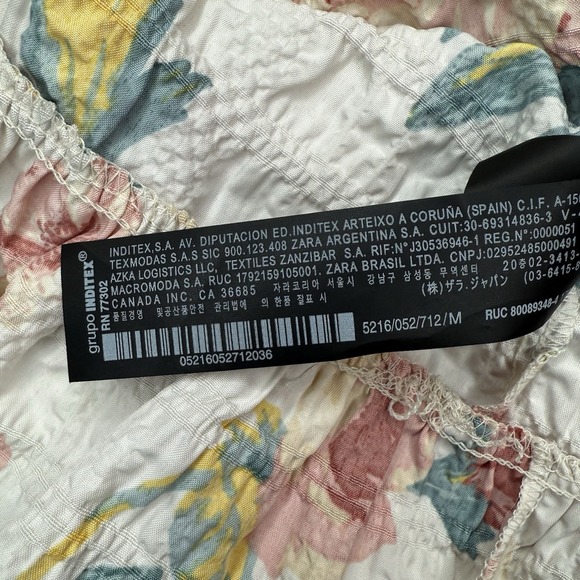 grupo INDITEX®
RN 77302
INDITEX,S.A. AV. DIPUTACION ED.INDITEX ARTEIXO A CORUÑA (SPAIN) C.I.F. A-150
TEXMODAS S.A.S SIC 900.123.408 ZARA ARGENTINA S.A. CUIT:30-69314836-3 V-
AZKA LOGISTICS LLC, TEXTILES ZANZIBAR S.A. RIF:N°J30536946-1 REG.N°:0000051
MACROMODA S.A. RUC 1792159105001. ZARA BRASIL LTDA. CNPJ:02952485000491
CANADA INC. CA 36685 자라코리아 서울시 강남구 삼성동 무역센터 20층02-3413-
품질경영 및공산품안전 관리법에 의 한품 질표 시 (株)ザラ･ジャパン (03-6415-8
05216052712036
5216/052/712/M
RUC 80089348-4